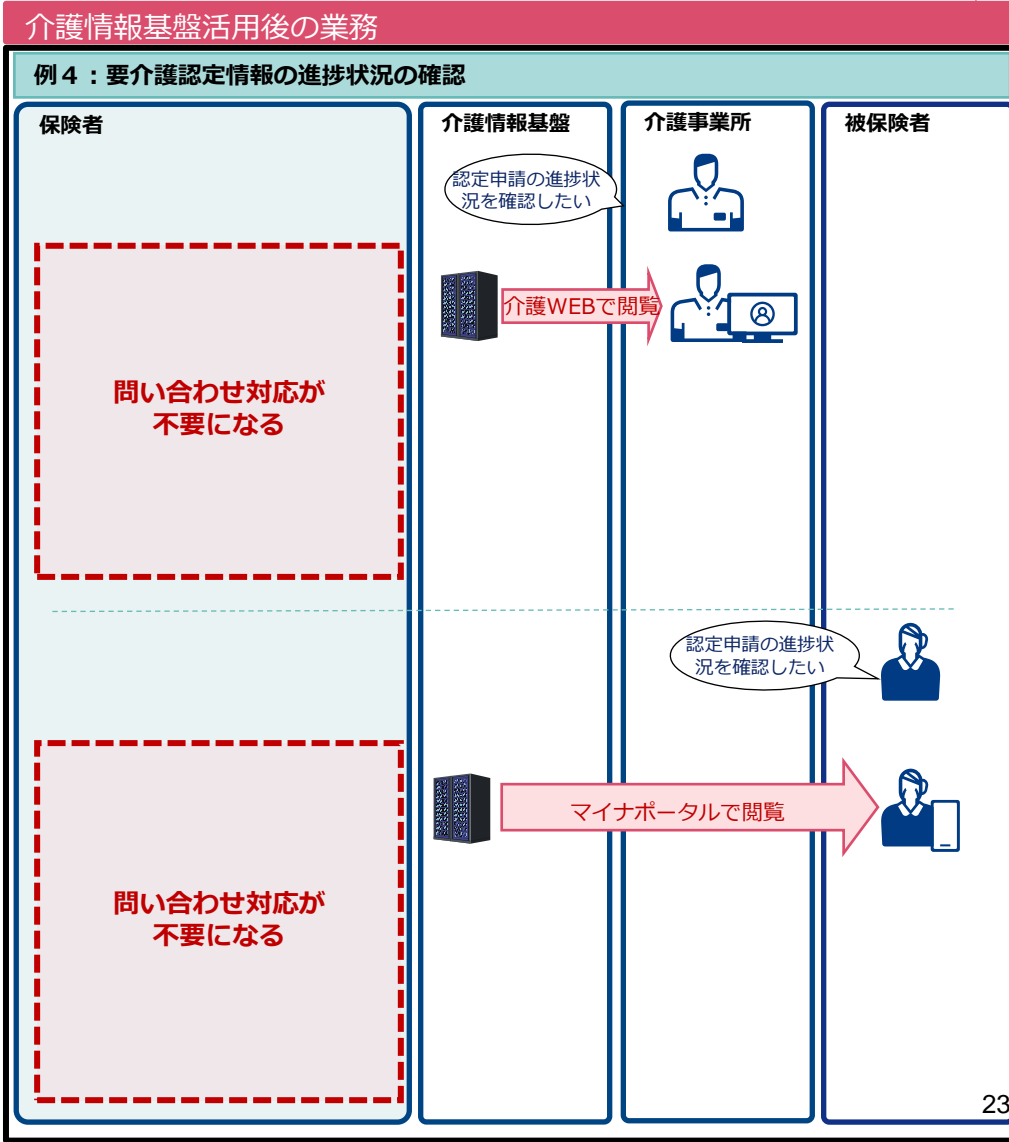 介護情報基盤活用後の業務
例４：要介護認定情報の進捗状況の確認
保険者
介護情報基盤
介護事業所
被保険者
認定申請の進捗状
況を確認したい
介護WEBで閲覧
問い合わせ対応が
不要になる
認定申請の進捗状
況を確認したい
マイナポータルで閲覧
問い合わせ対応が
不要になる
23